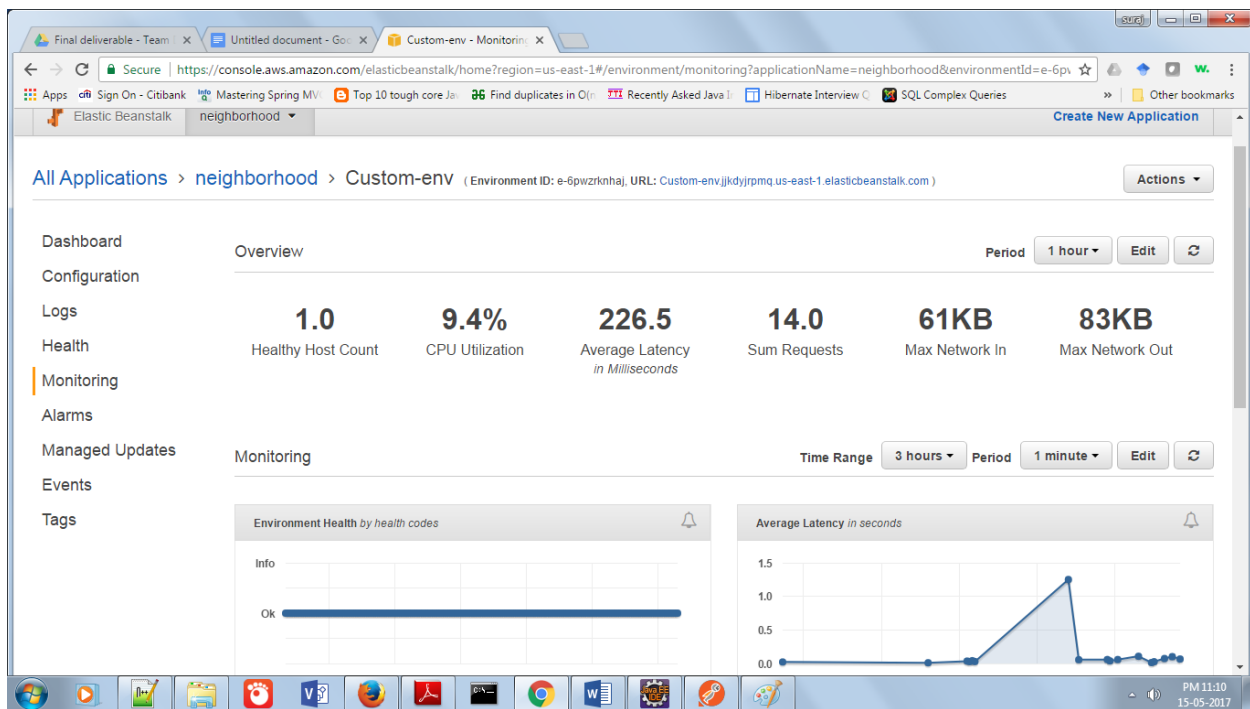 suraj
Final deliverable - Team
Untitled document - Goo
Custom-env - Monitoring
Secure | https://console.aws.amazon.com/elasticbeanstalk/home?region=us-east-1#/environment/monitoring?applicationName=neighborhood&environmentId=e-6pv
Apps Sign On - Citibank Mastering Spring MV Top 10 tough core Ja Find duplicates in O(n Recently Asked Java I Hibernate Interview Q SQL Complex Queries » Other bookmarks
Elastic Beanstalk neighborhood Create New Application
All Applications > neighborhood > Custom-env ( Environment ID: e-6pwzrknhaj, URL: Custom-env.jjkdyjrpmq.us-east-1.elasticbeanstalk.com ) Actions
Dashboard
Configuration
Logs
Health
Monitoring
Alarms
Managed Updates
Events
Tags
Overview Period 1 hour Edit
1.0 9.4% 226.5 14.0 61KB 83KB
Healthy Host Count CPU Utilization Average Latency Sum Requests Max Network In Max Network Out
in Milliseconds
Monitoring Time Range 3 hours Period 1 minute Edit
Environment Health by health codes
Info
Ok
Average Latency in seconds
1.5
1.0
0.5
0.0
PM 11:10
15-05-2017